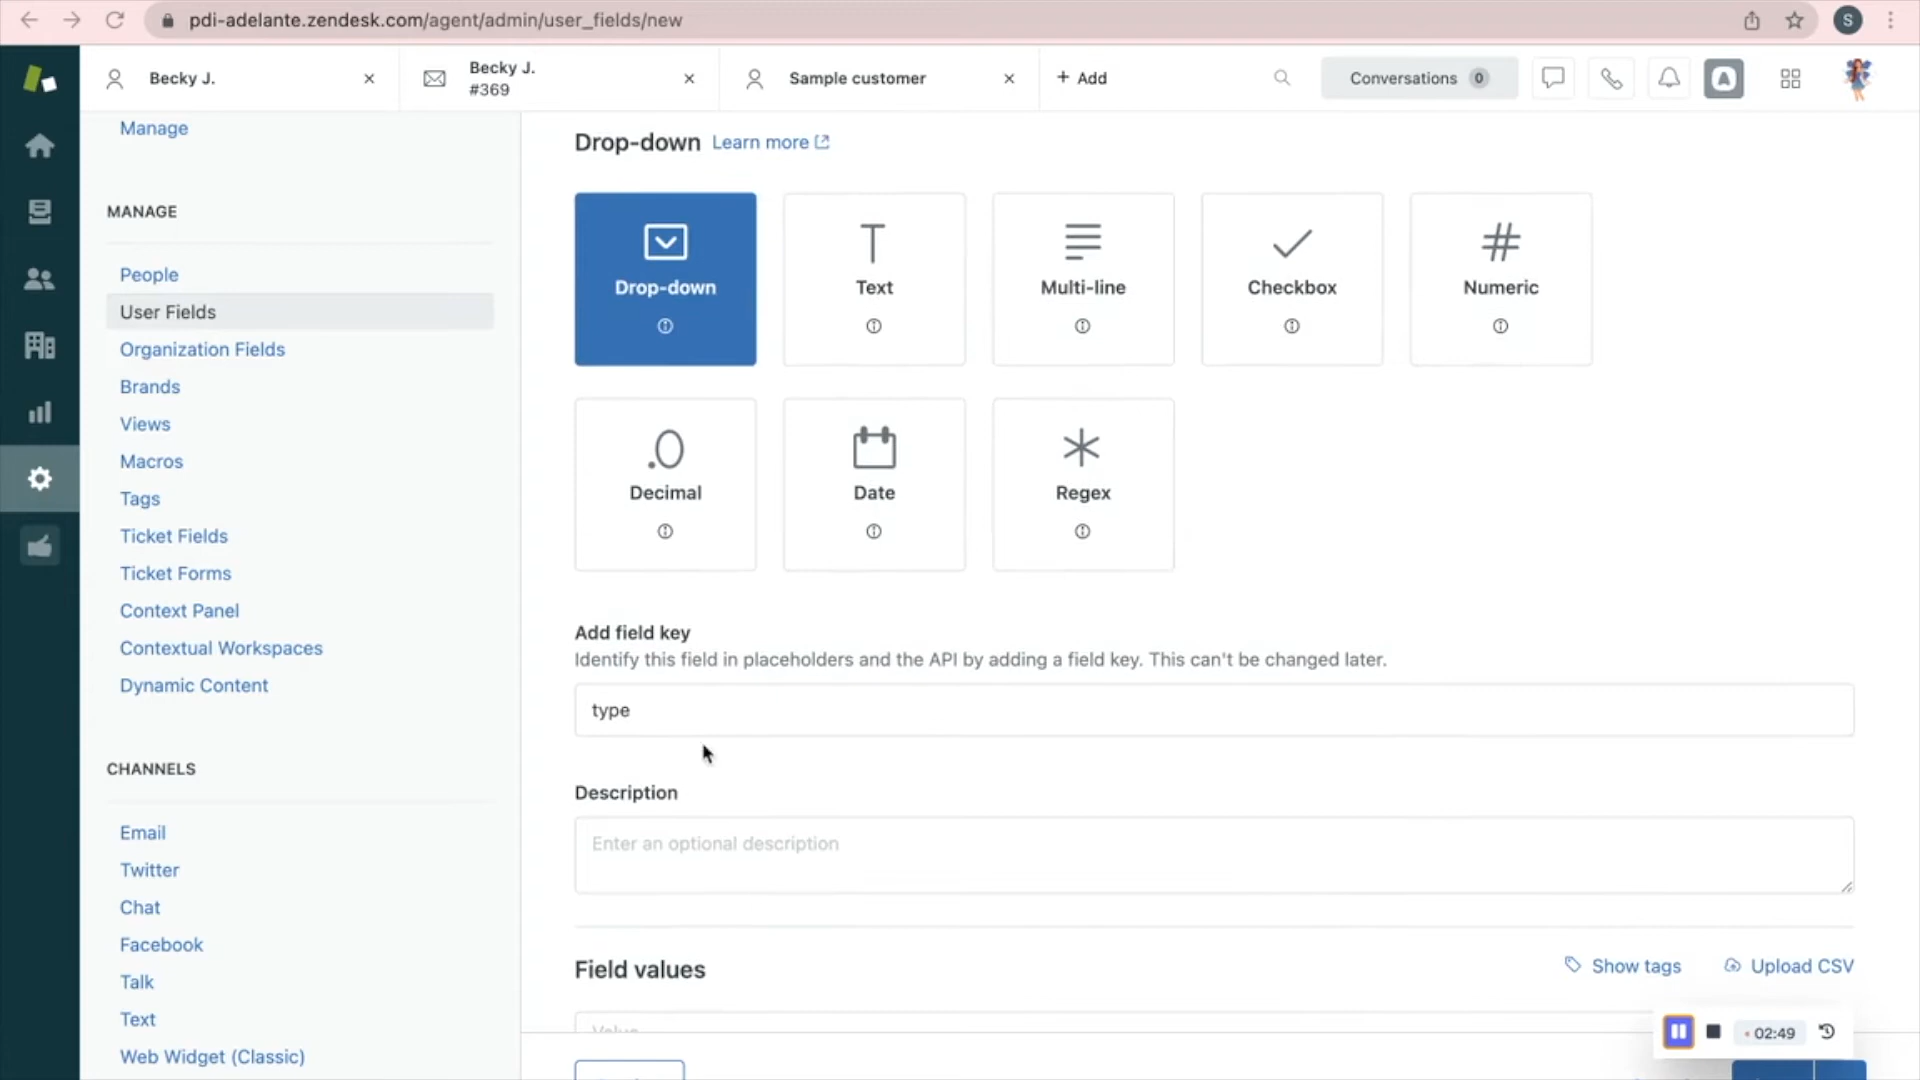 pdi-adelante.zendesk.com/agent/admin/user_fields/new
S
Becky J.
Becky J.
#369
Sample customer
+ Add
Conversations 0
A
Manage
MANAGE
People
User Fields
Organization Fields
Brands
Views
Macros
Tags
Ticket Fields
Ticket Forms
Context Panel
Contextual Workspaces
Dynamic Content
CHANNELS
Email
Twitter
Chat
Facebook
Talk
Text
Web Widget (Classic)
Drop-down Learn more
Drop-down
Text
Multi-line
Checkbox
Numeric
Decimal
Date
Regex
Add field key
Identify this field in placeholders and the API by adding a field key. This can't be changed later.
type
Description
Enter an optional description
Field values
Show tags
Upload CSV
Value
02:49